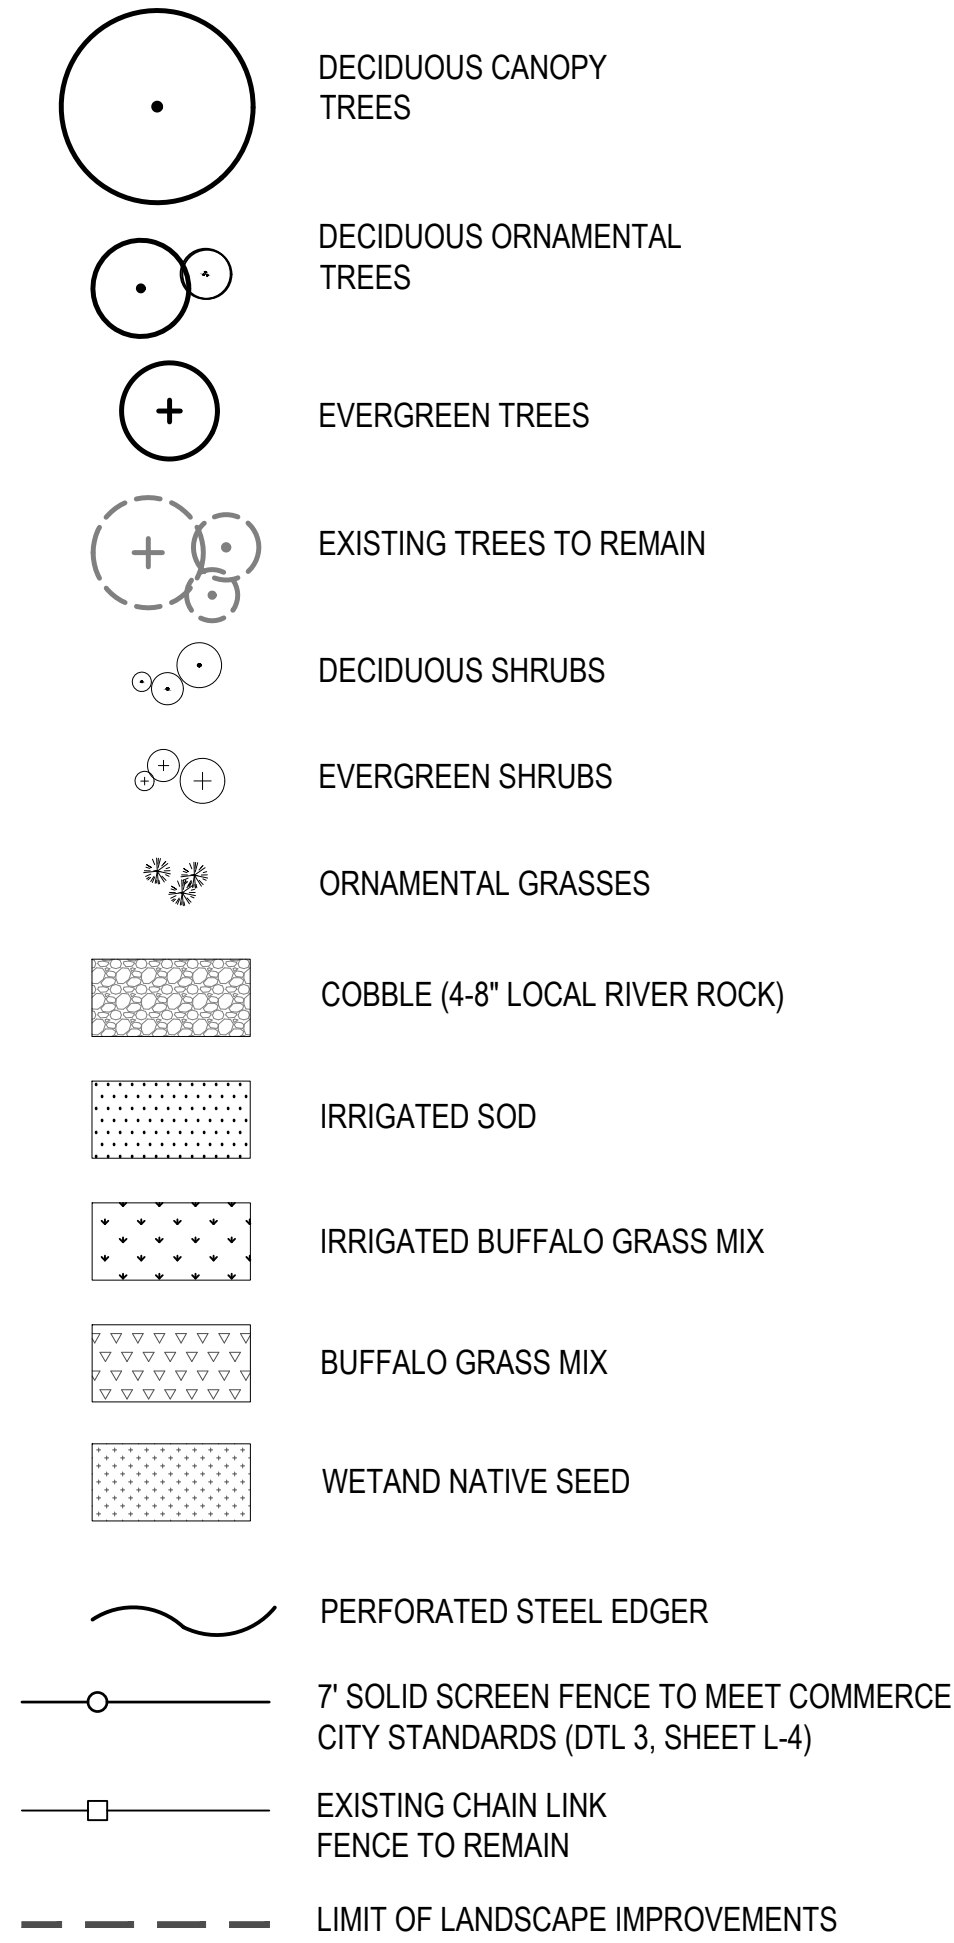 DECIDUOUS CANOPY
TREES
DECIDUOUS ORNAMENTAL
TREES
EVERGREEN TREES
EXISTING TREES TO REMAIN
DECIDUOUS SHRUBS
EVERGREEN SHRUBS
ORNAMENTAL GRASSES
COBBLE (4-8" LOCAL RIVER ROCK)
IRRIGATED SOD
IRRIGATED BUFFALO GRASS MIX
BUFFALO GRASS MIX
WETAND NATIVE SEED
PERFORATED STEEL EDGER
7' SOLID SCREEN FENCE TO MEET COMMERCE
CITY STANDARDS (DTL 3, SHEET L-4)
EXISTING CHAIN LINK
FENCE TO REMAIN
LIMIT OF LANDSCAPE IMPROVEMENTS